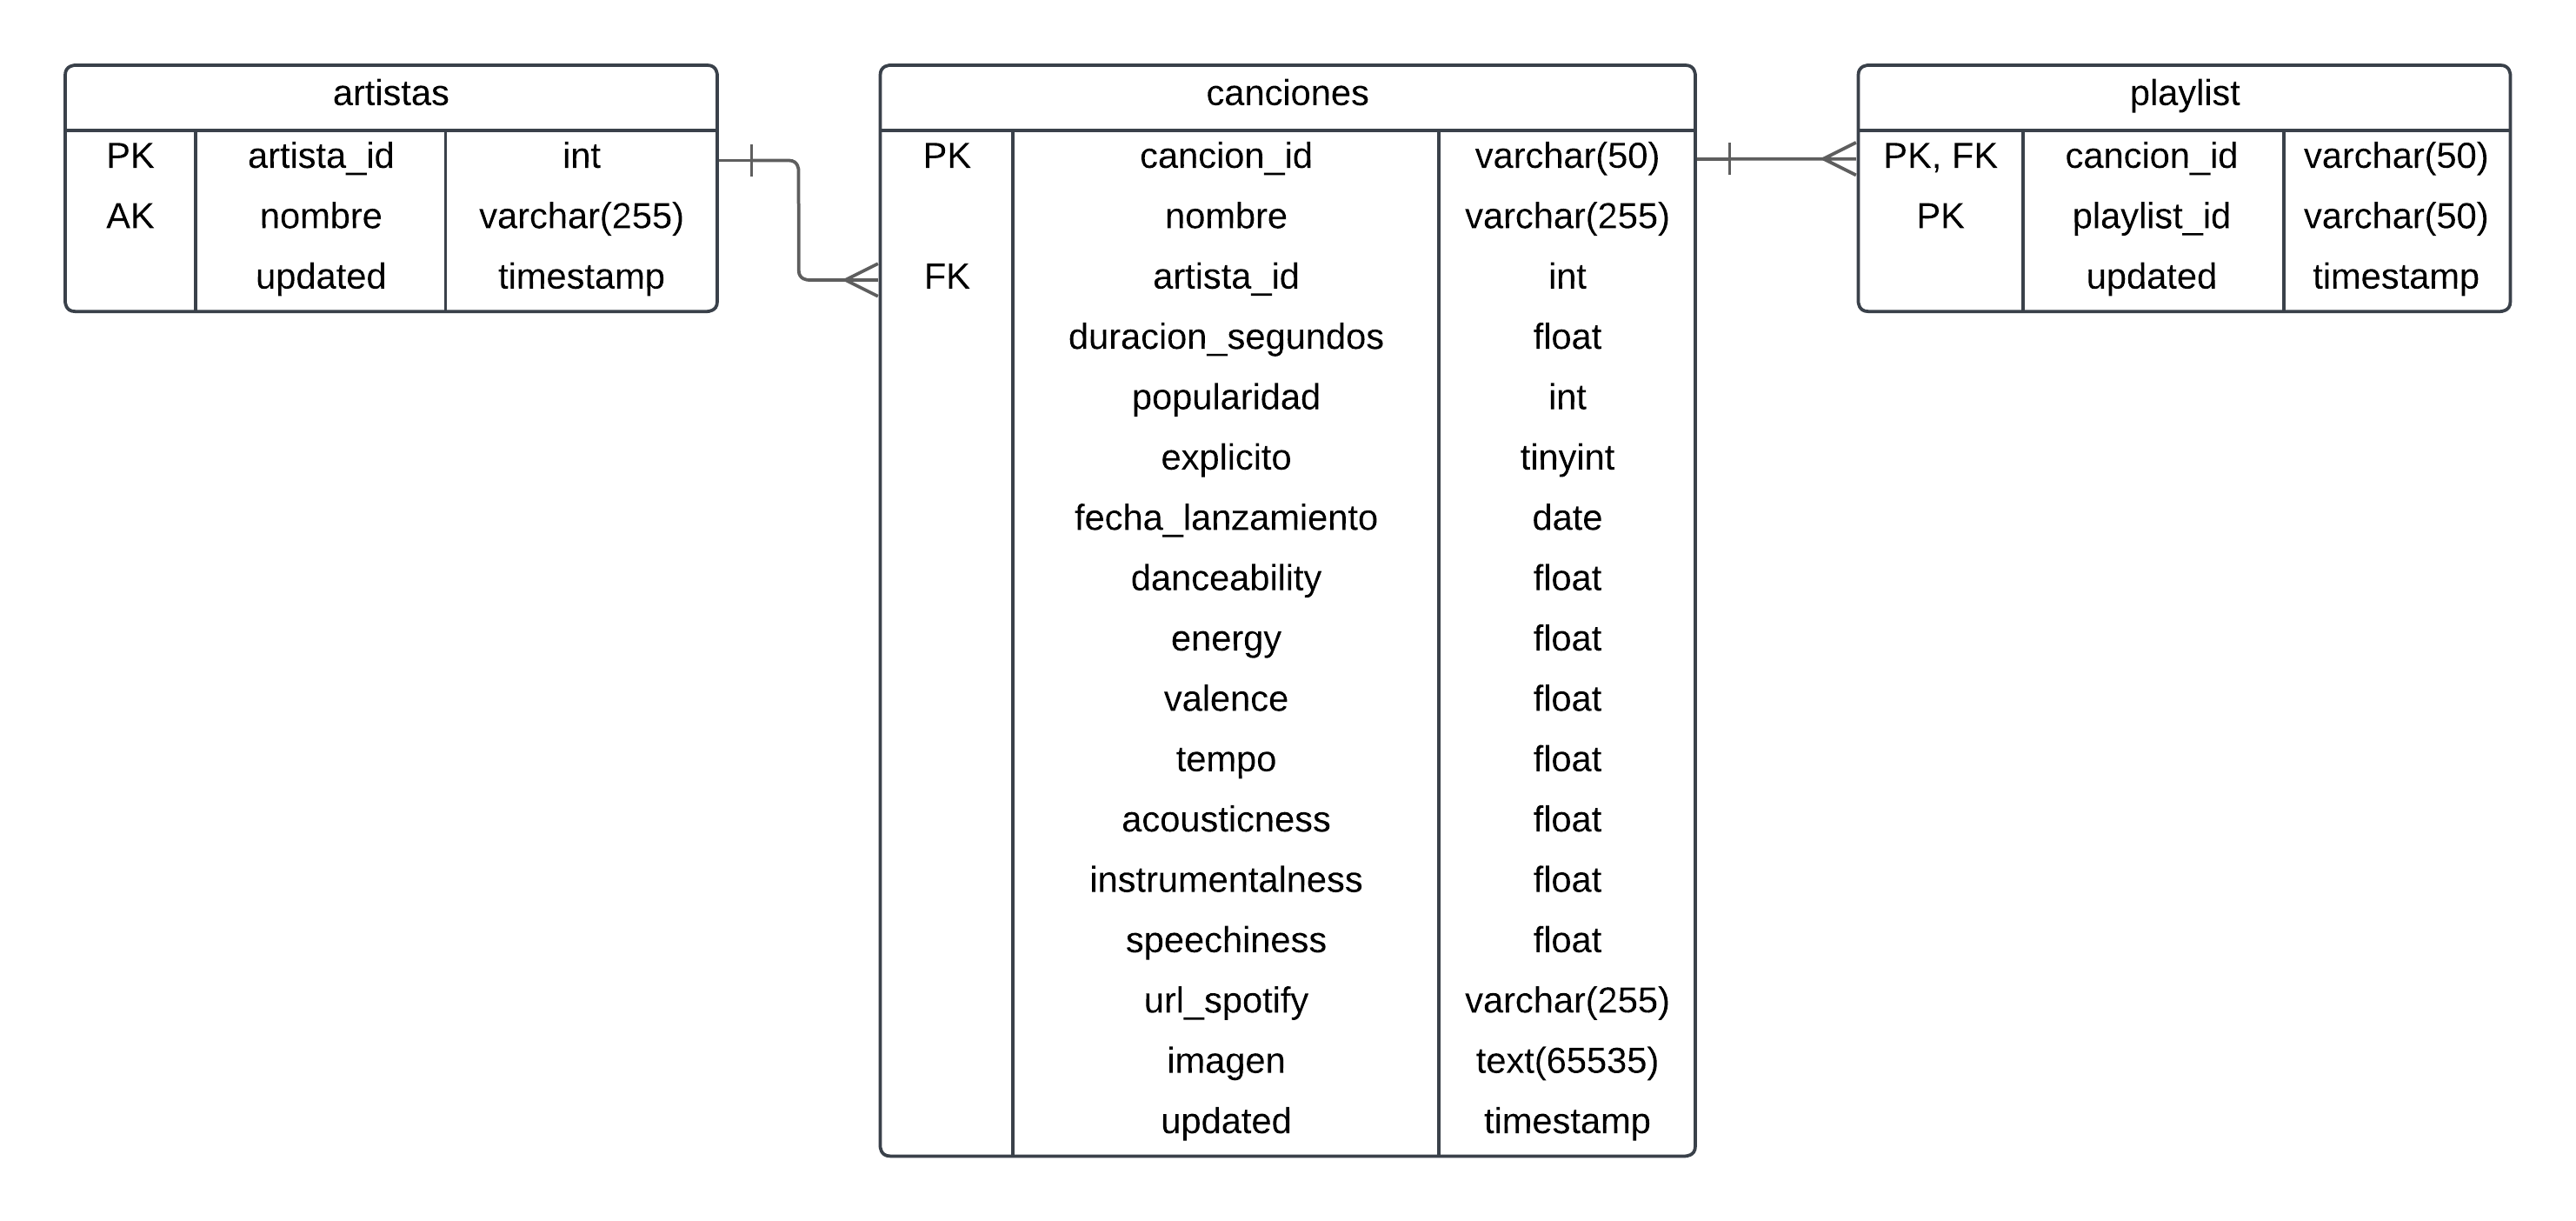 artistas
PK artista_id int
AK nombre varchar(255)
updated timestamp
canciones
PK cancion_id varchar(50)
nombre varchar(255)
FK artista_id int
duracion_segundos float
popularidad int
explicito tinyint
fecha_lanzamiento date
danceability float
energy float
valence float
tempo float
acousticness float
instrumentalness float
speechiness float
url_spotify varchar(255)
imagen text(65535)
updated timestamp
playlist
PK, FK cancion_id varchar(50)
PK playlist_id varchar(50)
updated timestamp